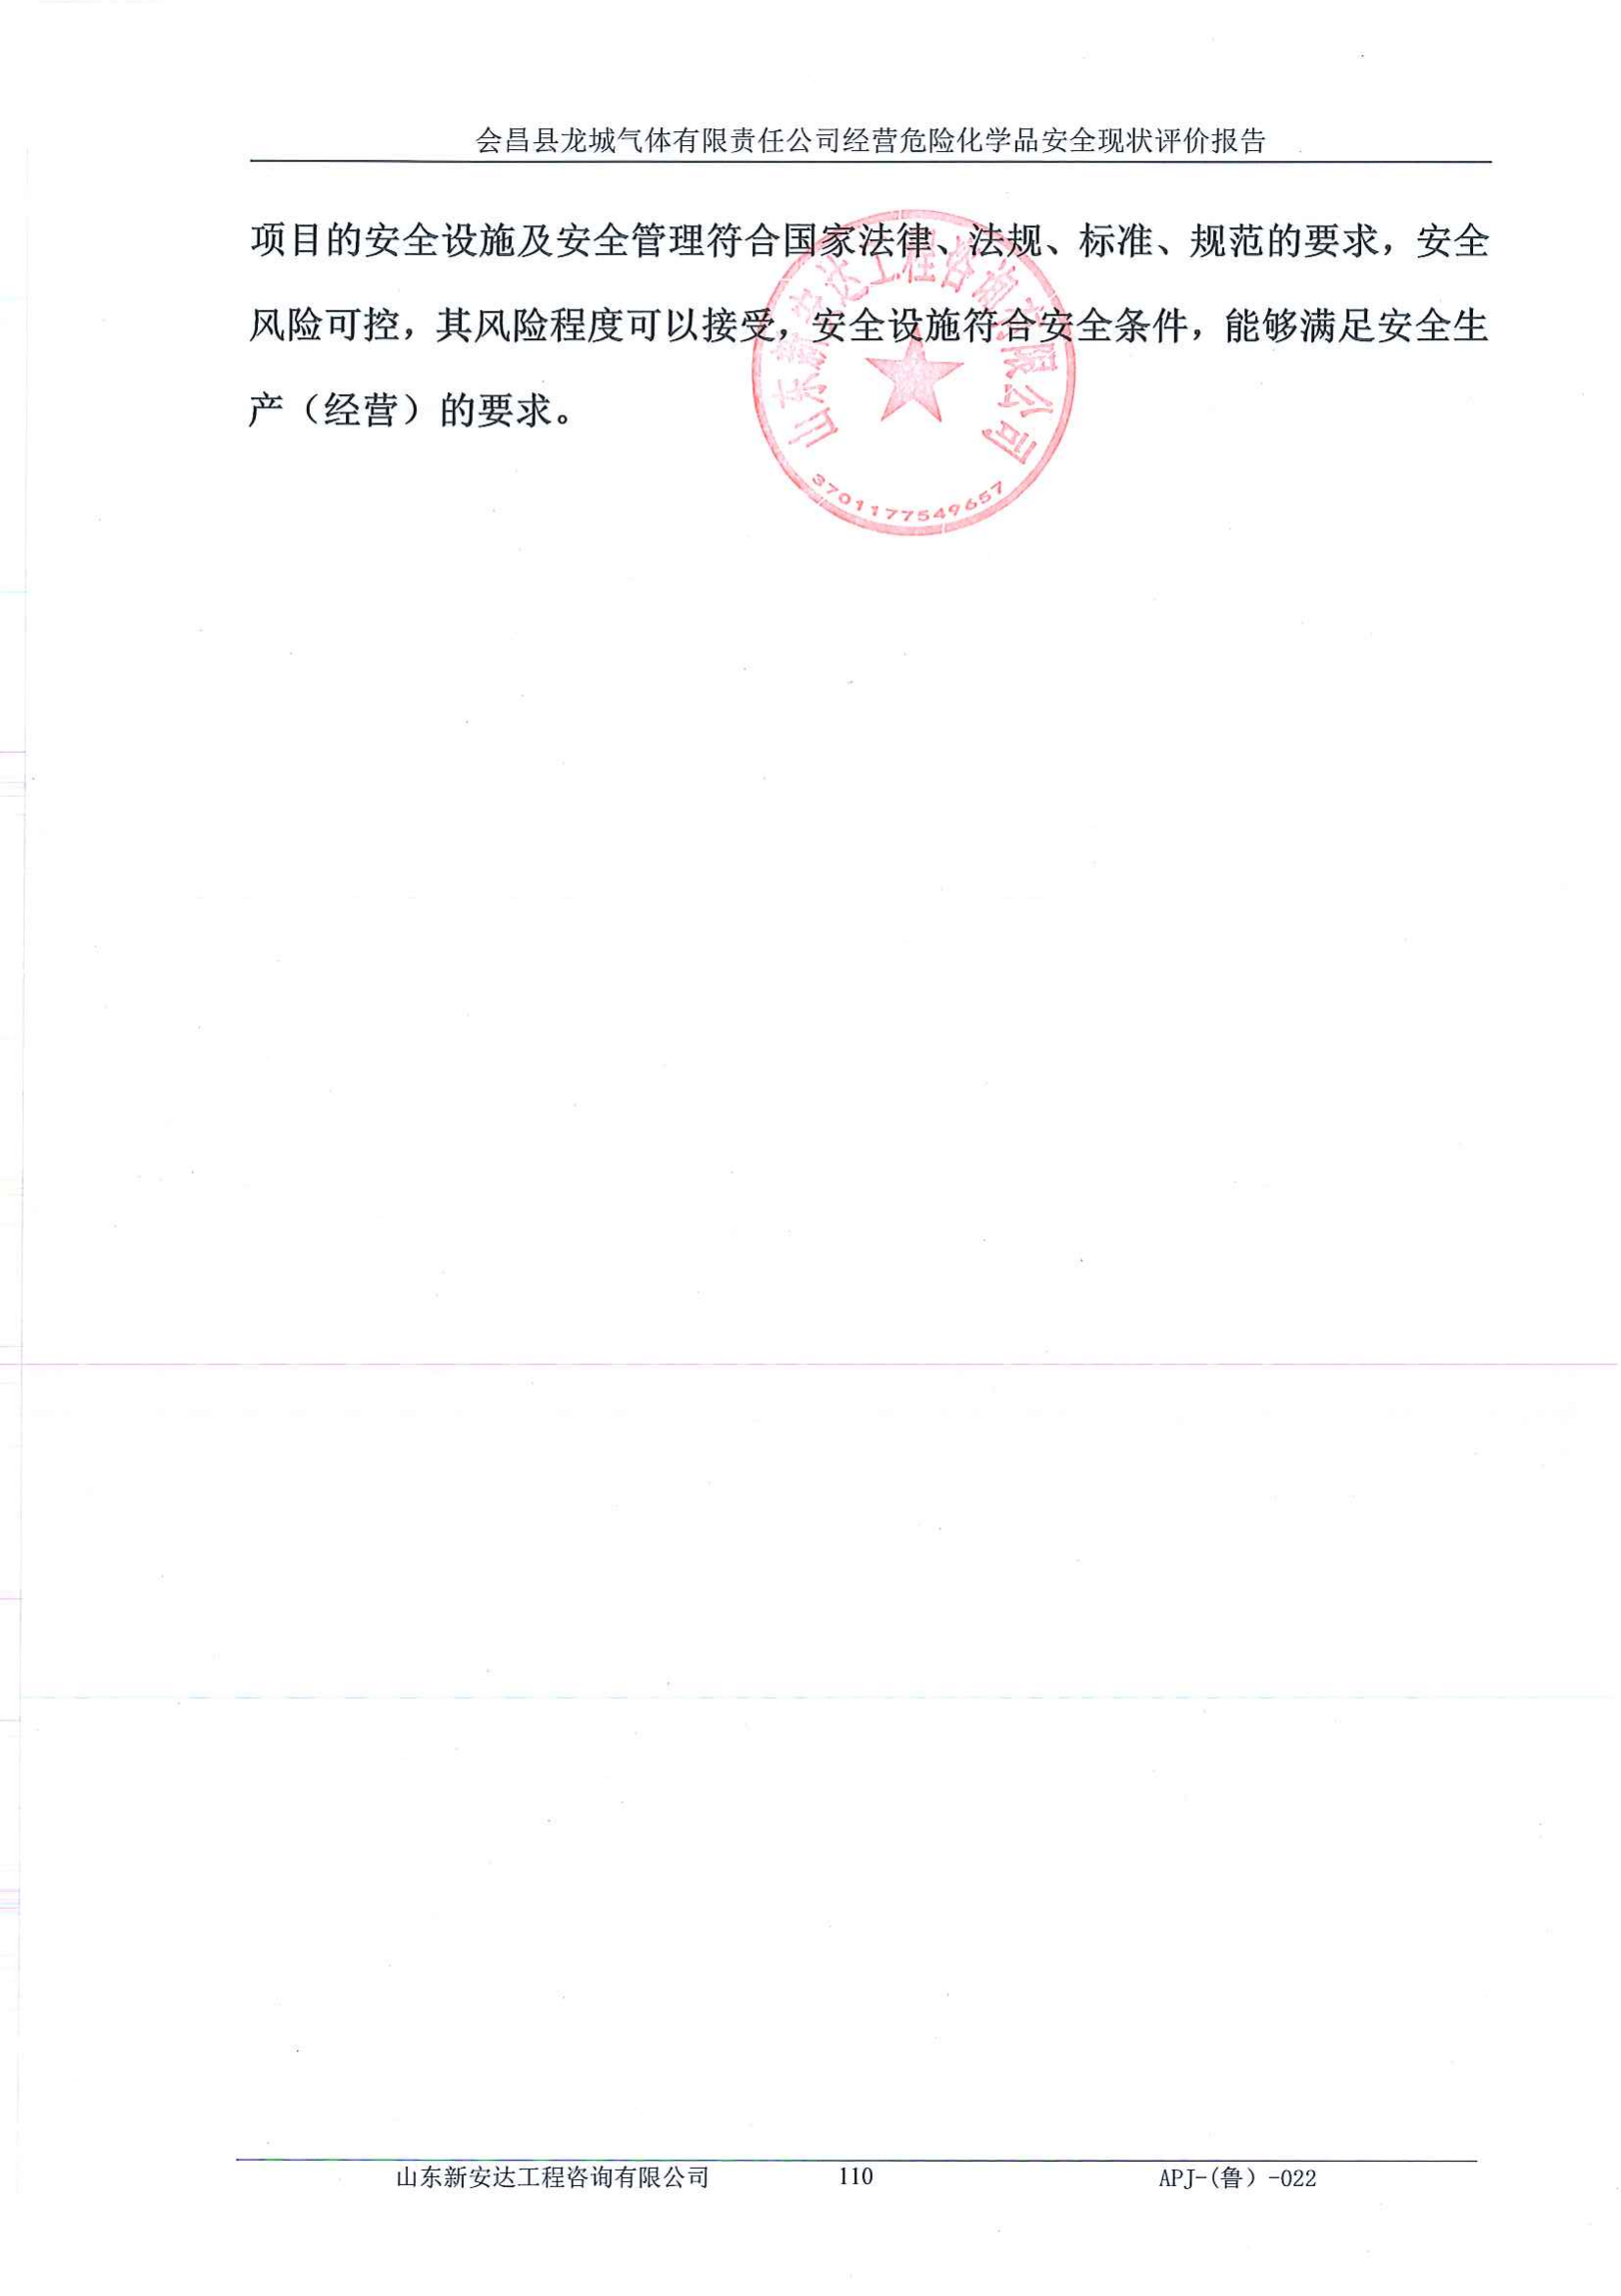 会昌县龙城气体有限责任公司经营危险化学品安全现状评价报告
项目的安全设施及安全管理符合国家法律、法规、标准、规范的要求，安全
风险可控，其风险程度可以接受，安全设施符合安全条件，能够满足安全生
产（经营）的要求。
山东新安达工程咨询有限公司
3701177549657
山东新安达工程咨询有限公司 110 APJ-(鲁）-022